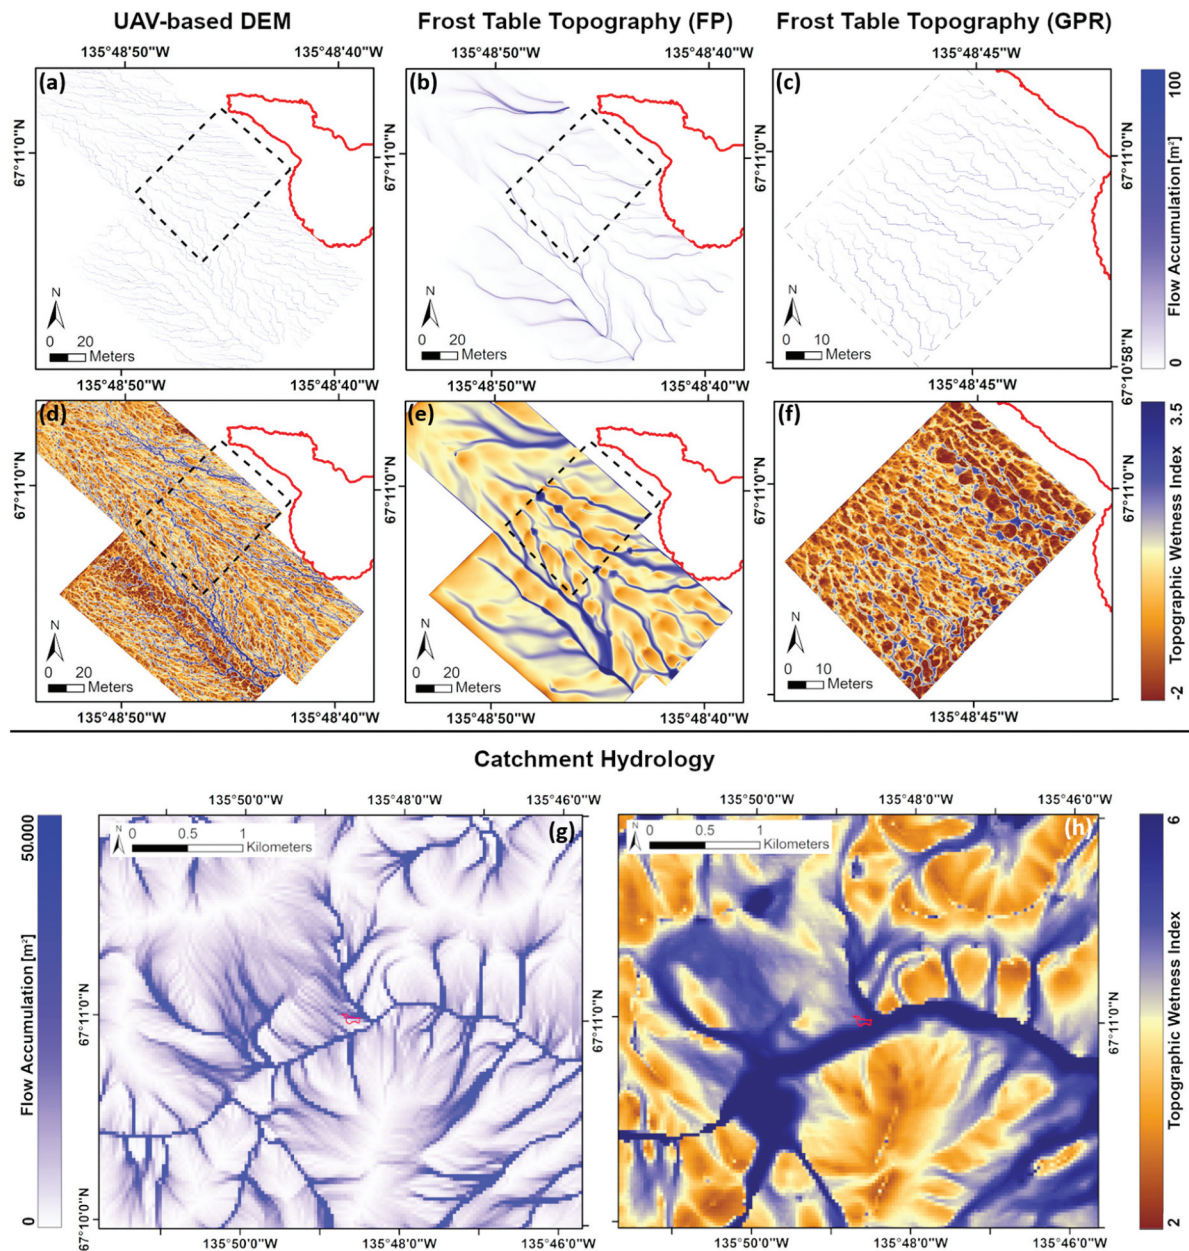 UAV-based DEM
Frost Table Topography (FP)
Frost Table Topography (GPR)
135°48'50"W 135°48'40"W
135°48'50"W 135°48'40"W
135°48'45"W
(a)
(b)
(c)
67°11'0"N
67°11'0"N
67°11'0"N
67°10'58"N
N
0 20
Meters
N
0 20
Meters
N
0 10
Meters
100
Flow Accumulation [m²]
0
135°48'50"W 135°48'40"W
135°48'50"W 135°48'40"W
135°48'45"W
(d)
(e)
(f)
67°11'0"N
67°11'0"N
67°11'0"N
N
0 20
Meters
N
0 20
Meters
N
0 10
Meters
3.5
Topographic Wetness Index
-2
135°48'50"W 135°48'40"W
135°48'50"W 135°48'40"W
135°48'45"W
Catchment Hydrology
135°50'0"W 135°48'0"W 135°46'0"W
135°50'0"W 135°48'0"W 135°46'0"W
50.000
Flow Accumulation [m²]
0
N
0 0.5 1
Kilometers
(g)
67°11'0"N
67°10'0"N
N
0 0.5 1
Kilometers
(h)
67°11'0"N
6
Topographic Wetness Index
2
135°50'0"W 135°48'0"W 135°46'0"W
135°50'0"W 135°48'0"W 135°46'0"W